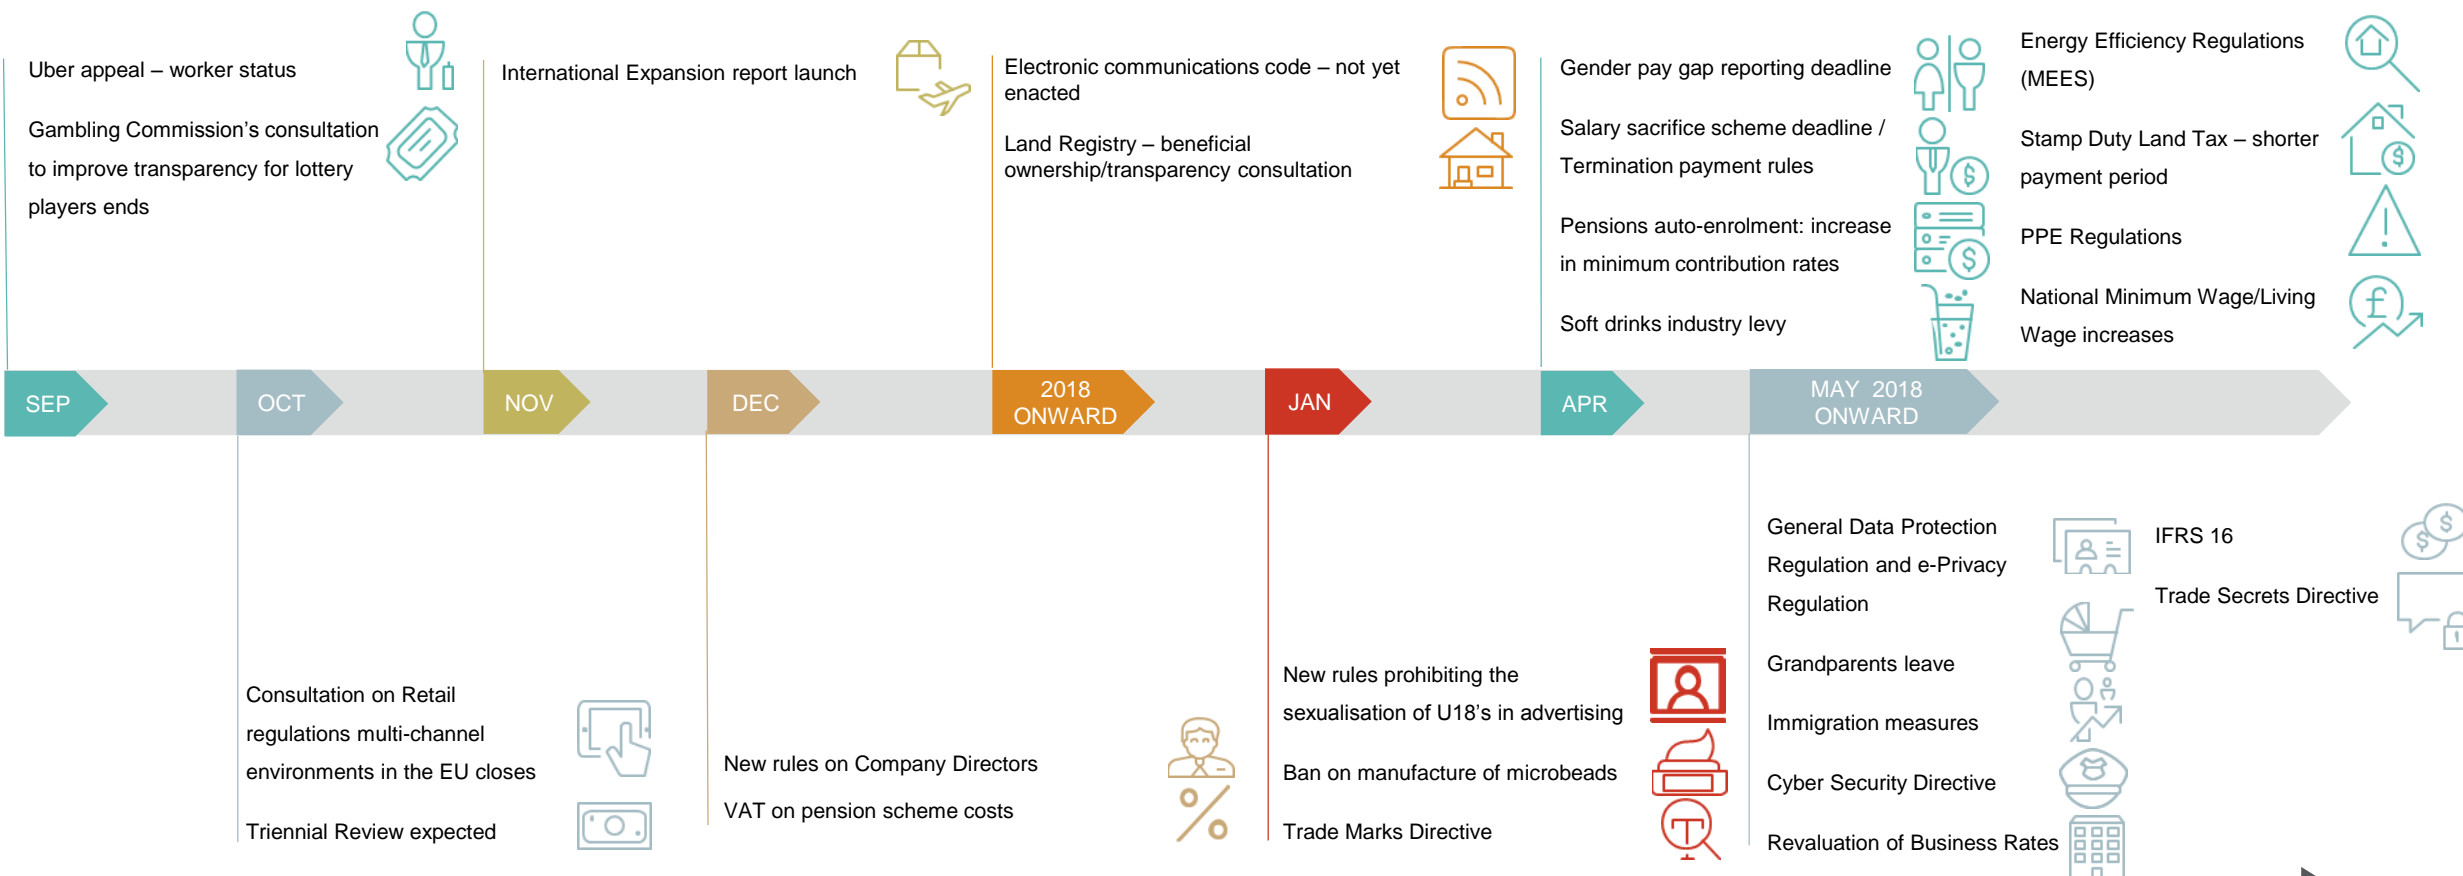 Uber appeal – worker status
Gambling Commission's consultation
to improve transparency for lottery
players ends
International Expansion report launch
Electronic communications code – not yet
enacted
Land Registry – beneficial
ownership/transparency consultation
Gender pay gap reporting deadline
Salary sacrifice scheme deadline /
Termination payment rules
Pensions auto-enrolment: increase
in minimum contribution rates
Soft drinks industry levy
Energy Efficiency Regulations
(MEES)
Stamp Duty Land Tax – shorter
payment period
PPE Regulations
National Minimum Wage/Living
Wage increases
SEP
OCT
NOV
DEC
2018
ONWARD
JAN
APR
MAY 2018
ONWARD
Consultation on Retail
regulations multi-channel
environments in the EU closes
Triennial Review expected
New rules on Company Directors
VAT on pension scheme costs
New rules prohibiting the
sexualisation of U18's in advertising
Ban on manufacture of microbeads
Trade Marks Directive
General Data Protection
Regulation and e-Privacy
Regulation
Grandparents leave
Immigration measures
Cyber Security Directive
Revaluation of Business Rates
IFRS 16
Trade Secrets Directive